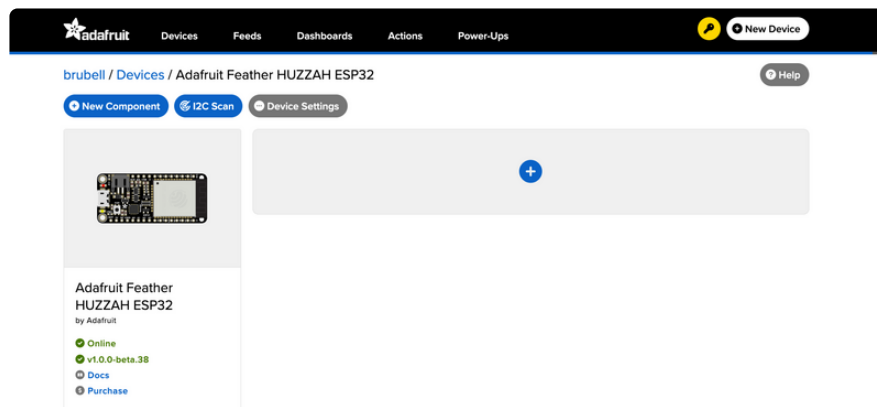 adafruit Devices Feeds Dashboards Actions Power-Ups New Device
brubell / Devices / Adafruit Feather HUZZAH ESP32 Help
New Component I2C Scan Device Settings
Adafruit Feather
HUZZAH ESP32
by Adafruit
Online
v1.0.0-beta.38
Docs
Purchase